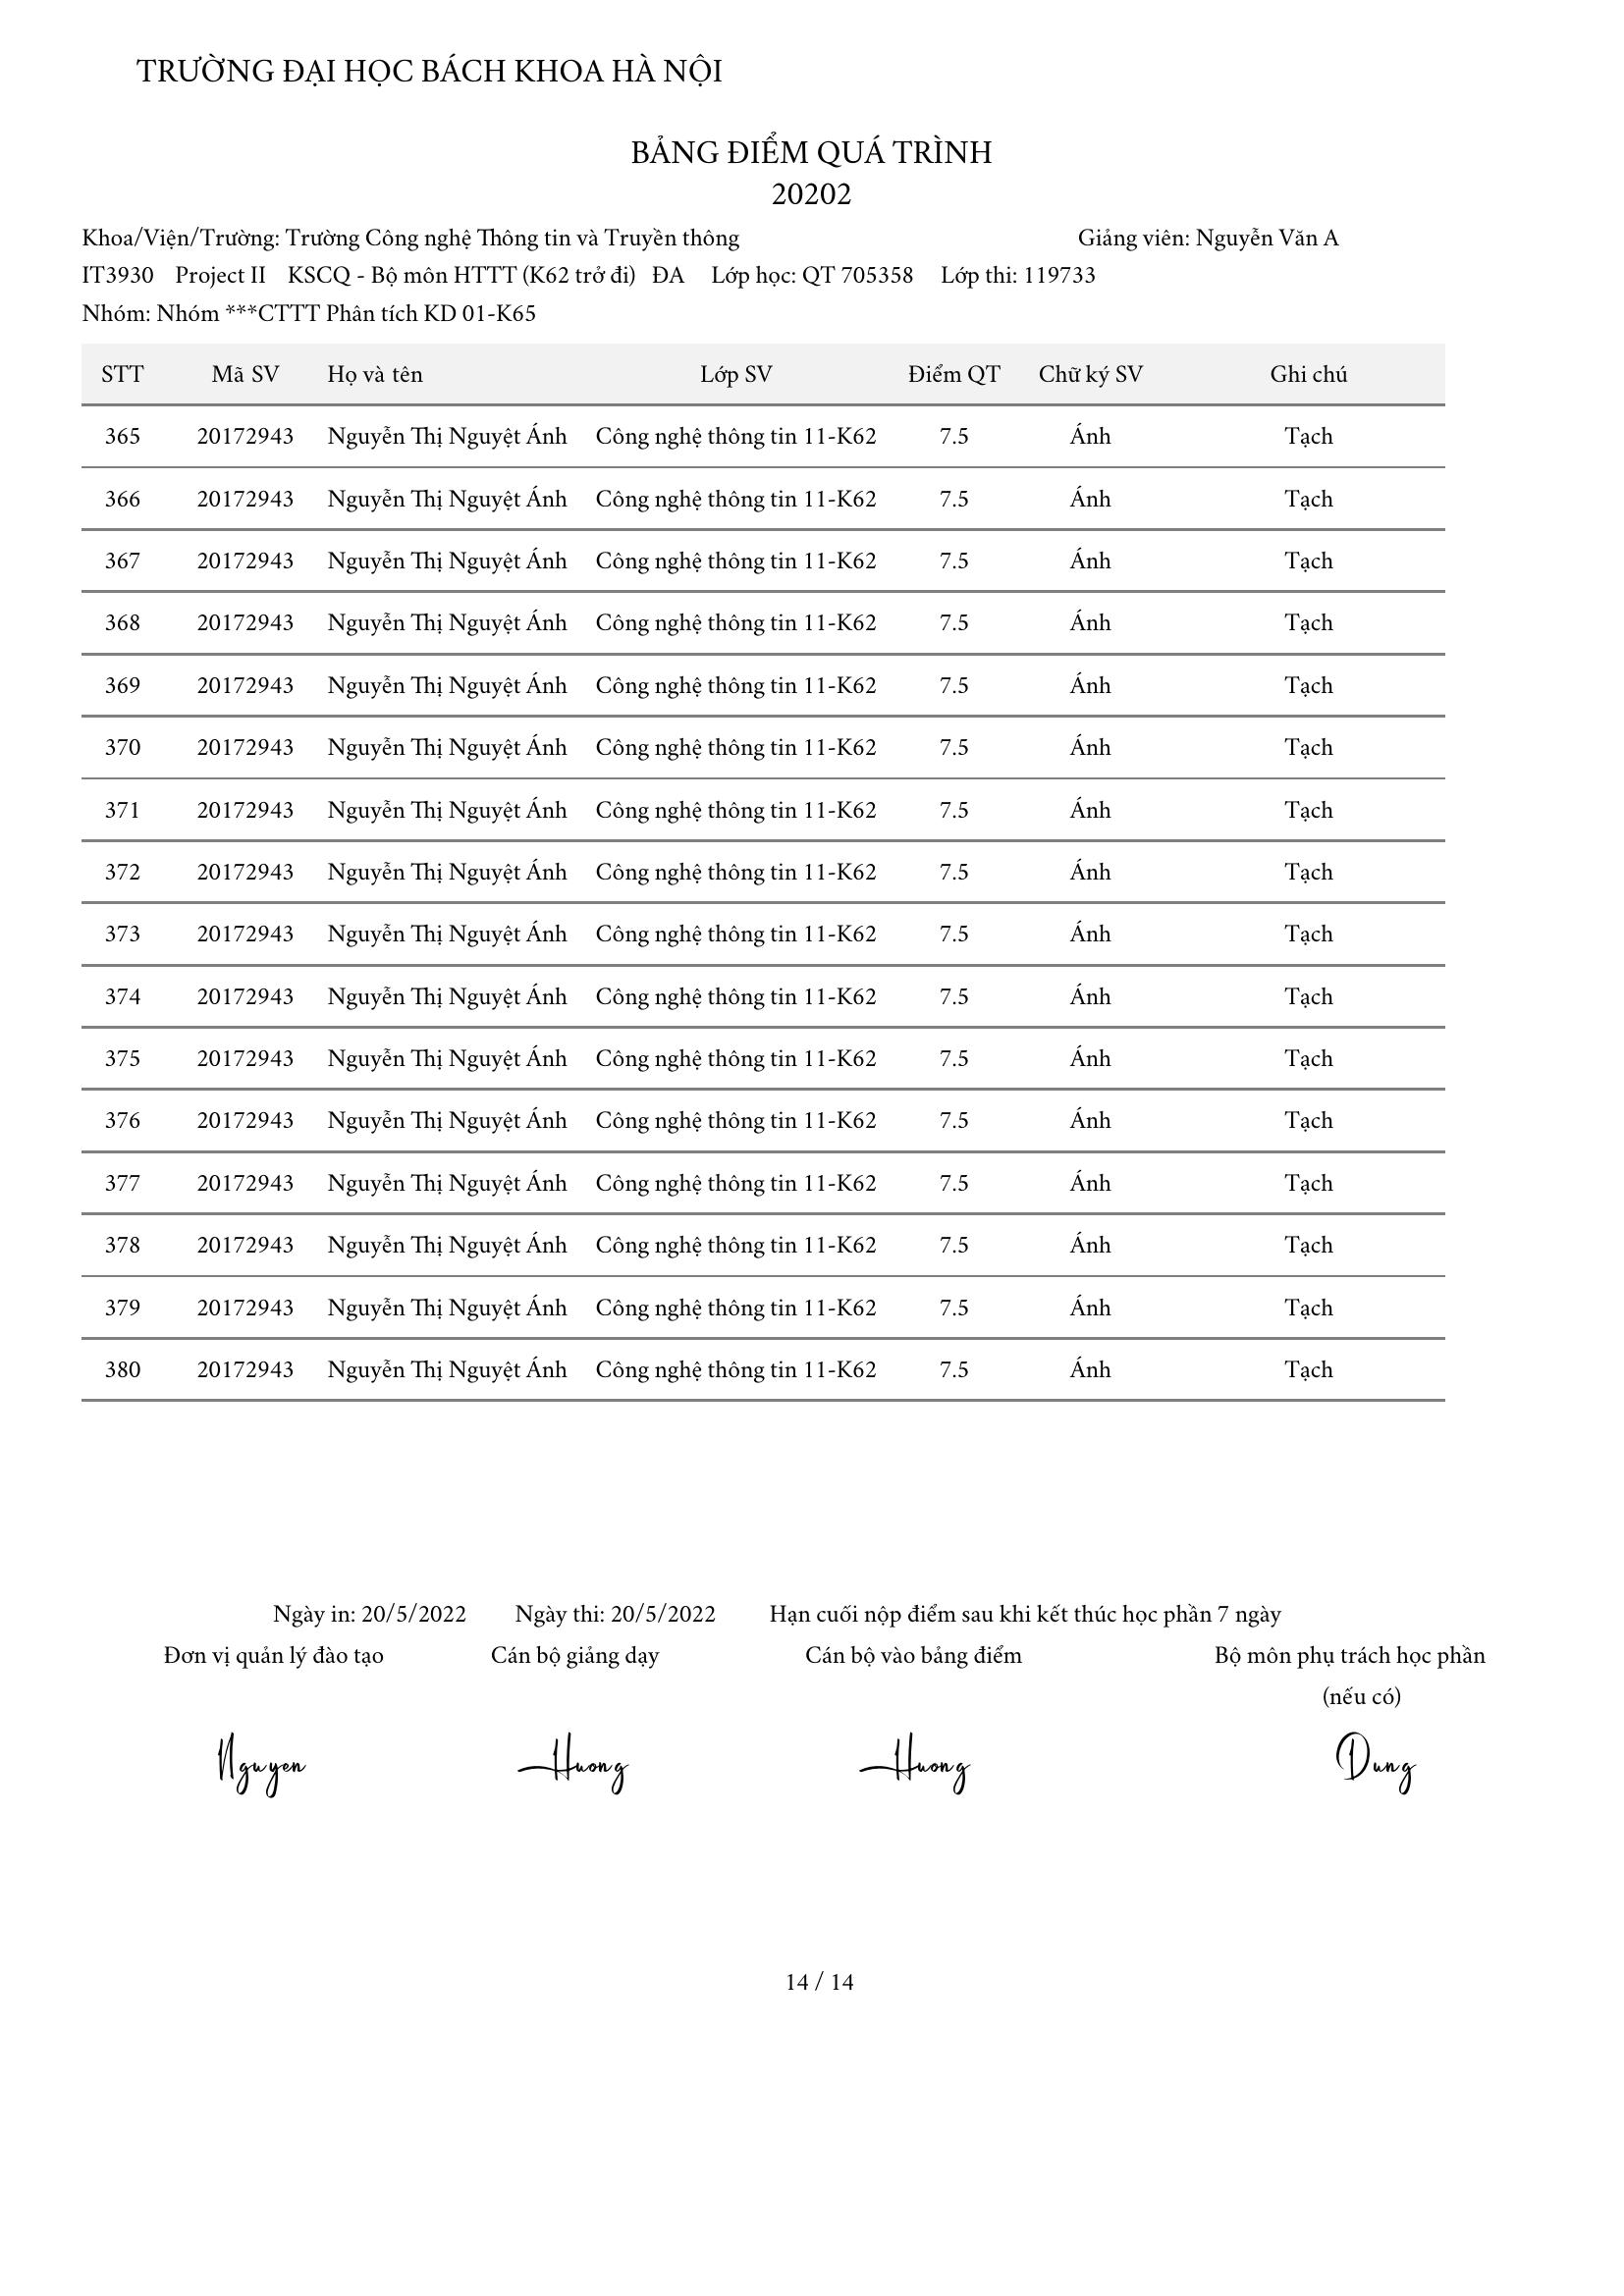 TRƯỜNG ĐẠI HỌC BÁCH KHOA HÀ NỘI
BẢNG ĐIỂM QUÁ TRÌNH
20202
Khoa/Viện/Trường: Trường Công nghệ Thông tin và Truyền thông Giảng viên: Nguyễn Văn A
IT3930 Project II KSCQ - Bộ môn HTTT (K62 trở đi) ĐA Lớp học: QT 705358 Lớp thi: 119733
Nhóm: Nhóm ***CTTT Phân tích KD 01-K65
STT Mã SV Họ và tên Lớp SV Điểm QT Chữ ký SV Ghi chú
365 20172943 Nguyễn Thị Nguyệt Ánh Công nghệ thông tin 11-K62 7.5 Ánh Tạch
366 20172943 Nguyễn Thị Nguyệt Ánh Công nghệ thông tin 11-K62 7.5 Ánh Tạch
367 20172943 Nguyễn Thị Nguyệt Ánh Công nghệ thông tin 11-K62 7.5 Ánh Tạch
368 20172943 Nguyễn Thị Nguyệt Ánh Công nghệ thông tin 11-K62 7.5 Ánh Tạch
369 20172943 Nguyễn Thị Nguyệt Ánh Công nghệ thông tin 11-K62 7.5 Ánh Tạch
370 20172943 Nguyễn Thị Nguyệt Ánh Công nghệ thông tin 11-K62 7.5 Ánh Tạch
371 20172943 Nguyễn Thị Nguyệt Ánh Công nghệ thông tin 11-K62 7.5 Ánh Tạch
372 20172943 Nguyễn Thị Nguyệt Ánh Công nghệ thông tin 11-K62 7.5 Ánh Tạch
373 20172943 Nguyễn Thị Nguyệt Ánh Công nghệ thông tin 11-K62 7.5 Ánh Tạch
374 20172943 Nguyễn Thị Nguyệt Ánh Công nghệ thông tin 11-K62 7.5 Ánh Tạch
375 20172943 Nguyễn Thị Nguyệt Ánh Công nghệ thông tin 11-K62 7.5 Ánh Tạch
376 20172943 Nguyễn Thị Nguyệt Ánh Công nghệ thông tin 11-K62 7.5 Ánh Tạch
377 20172943 Nguyễn Thị Nguyệt Ánh Công nghệ thông tin 11-K62 7.5 Ánh Tạch
378 20172943 Nguyễn Thị Nguyệt Ánh Công nghệ thông tin 11-K62 7.5 Ánh Tạch
379 20172943 Nguyễn Thị Nguyệt Ánh Công nghệ thông tin 11-K62 7.5 Ánh Tạch
380 20172943 Nguyễn Thị Nguyệt Ánh Công nghệ thông tin 11-K62 7.5 Ánh Tạch
Ngày in: 20/5/2022 Ngày thi: 20/5/2022 Hạn cuối nộp điểm sau khi kết thúc học phần 7 ngày
Đơn vị quản lý đào tạo Cán bộ giảng dạy Cán bộ vào bảng điểm Bộ môn phụ trách học phần
(nếu có)
Nguyen Huong Huong Dung
14 / 14